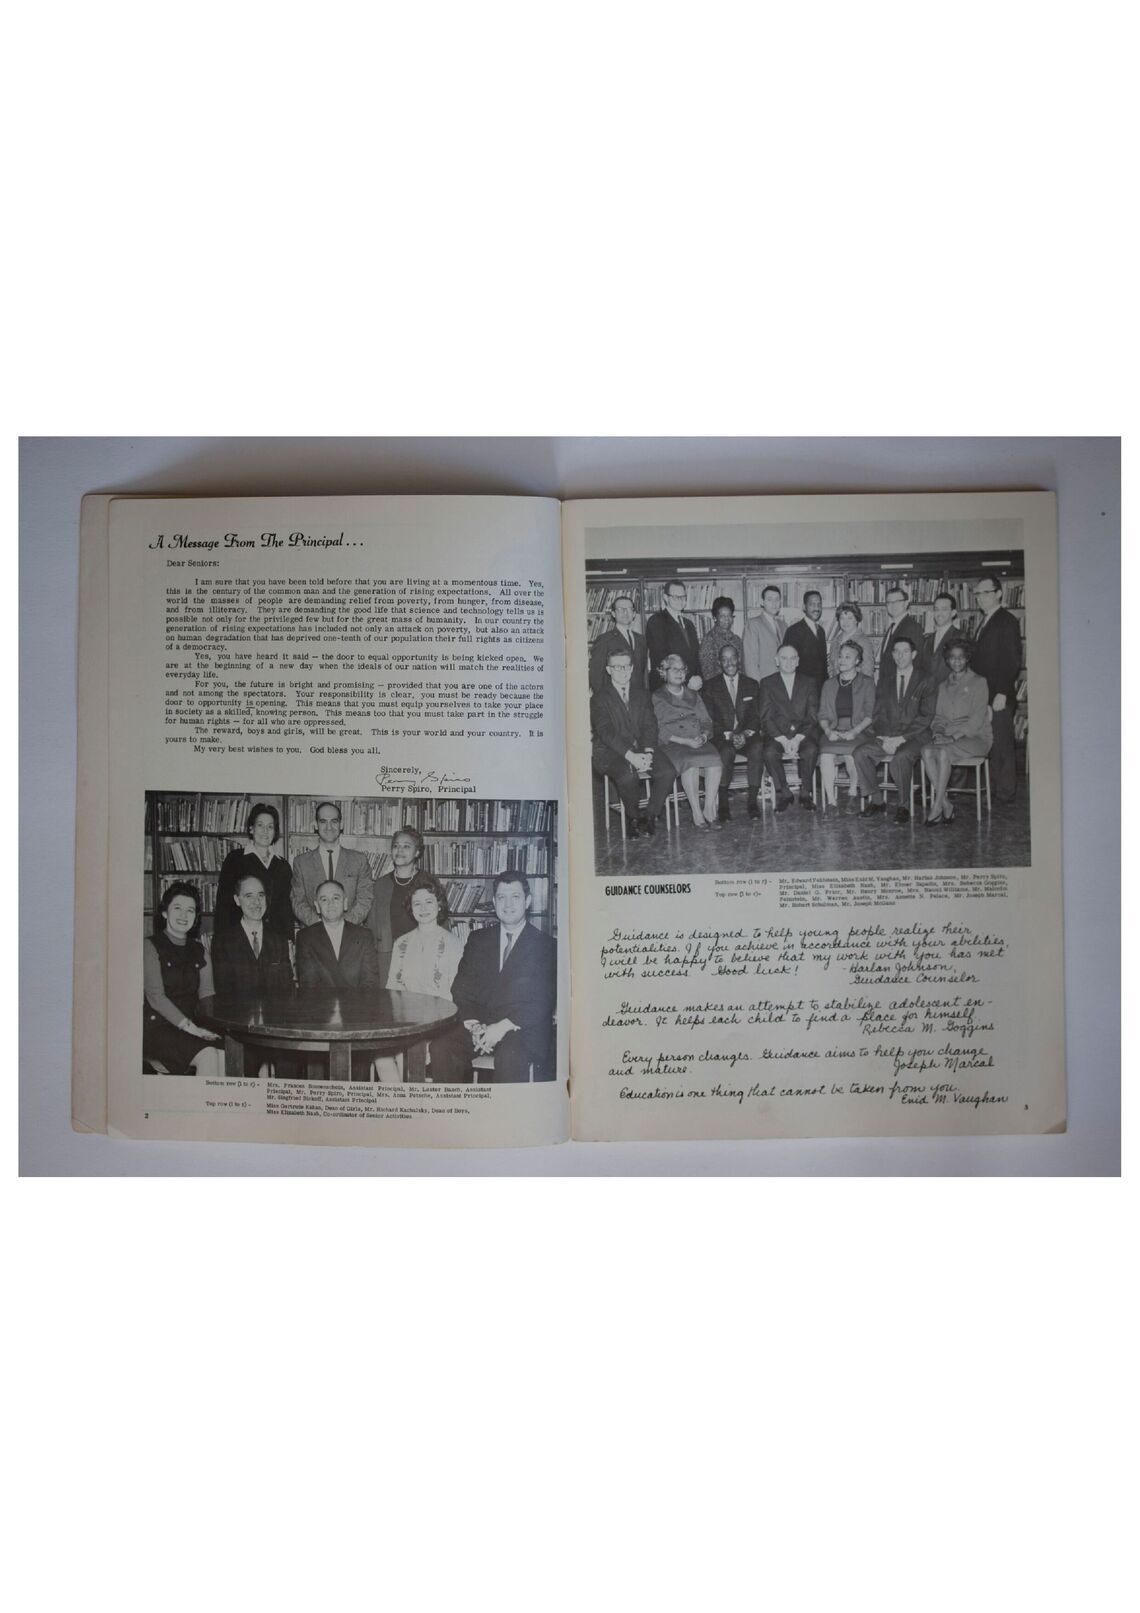 A Message From The Principal . . .
Dear Seniors:
I am sure that you have been told before that you are living at a momentous time. Yes,
this is the century of the common man and the generation of rising expectations. All over the
world the masses of people are demanding relief from poverty, from hunger, from disease,
and from illiteracy. They are demanding the good life that science and technology tells us is
possible not only for the privileged few but for the great mass of humanity. In our country the
generation of rising expectations has included not only an attack on poverty, but also an attack
on human degradation that has deprived one-tenth of our population their full rights as citizens
of a democracy.
Yes, you have heard it said — the door to equal opportunity is being kicked open. We
are at the beginning of a new day when the ideals of our nation will match the realities of
everyday life.
For you, the future is bright and promising — provided that you are one of the actors
and not among the spectators. Your responsibility is clear, you must be ready because the
door to opportunity is opening. This means that you must equip yourselves to take your place
in society as a skilled, knowing person. This means too that you must take part in the struggle
for human rights — for all who are oppressed.
The reward, boys and girls, will be great. This is your world and your country. It is
yours to make.
My very best wishes to you. God bless you all.
Sincerely,
Perry Spiro
Perry Spiro, Principal
Bottom row (l to r) - Mrs. Frances Sonnenschein, Assistant Principal, Mr. Lester Basch, Assistant
Principal, Mr. Perry Spiro, Principal, Mrs. Anna Potsche, Assistant Principal,
Mr. Siegfried Siskoff, Assistant Principal
Top row (l to r) - Miss Gertrude Kahan, Dean of Girls, Mr. Richard Kachalsky, Dean of Boys,
Miss Elizabeth Nash, Co-ordinator of Senior Activities
2
GUIDANCE COUNSELORS
Bottom row (l to r) - Mr. Edward Feinstein, Miss Enid M. Vaughan, Mr. Harlan Johnson, Mr. Perry Spiro,
Principal, Miss Elizabeth Nash, Mr. Elmer Sapadin, Mrs. Rebecca Goggins,
Top row (l to r)- Mr. Daniel G. Prior, Mr. Henry Monroe, Mrs. Naomi Williams, Mr. Malcolm
Feinstein, Mr. Warren Austin, Mrs. Annette N. Palace, Mr. Joseph Marcal,
Mr. Robert Schulman, Mr. Joseph McGann
Guidance is designed to help young people realize their
potentialities. If you achieve in accordance with your abilities,
I will be happy to believe that my work with you has met
with success. Good luck! - Harlan Johnson,
Guidance Counselor
Guidance makes an attempt to stabilize adolescent en-
deavor. It helps each child to find a place for himself.
Rebecca M. Goggins
Every person changes. Guidance aims to help you change
and mature. Joseph Marcal
Education is one thing that cannot be taken from you.
Enid M. Vaughan
3